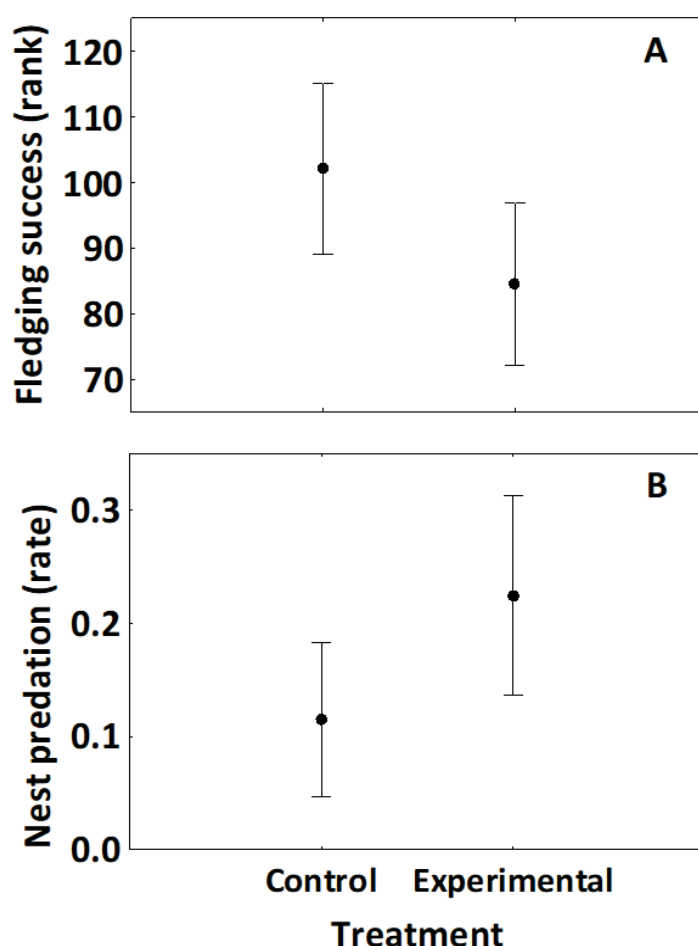 A
Fledging success (rank)
120
110
100
90
80
70
B
Nest predation (rate)
0.3
0.2
0.1
0.0
Control Experimental
Treatment